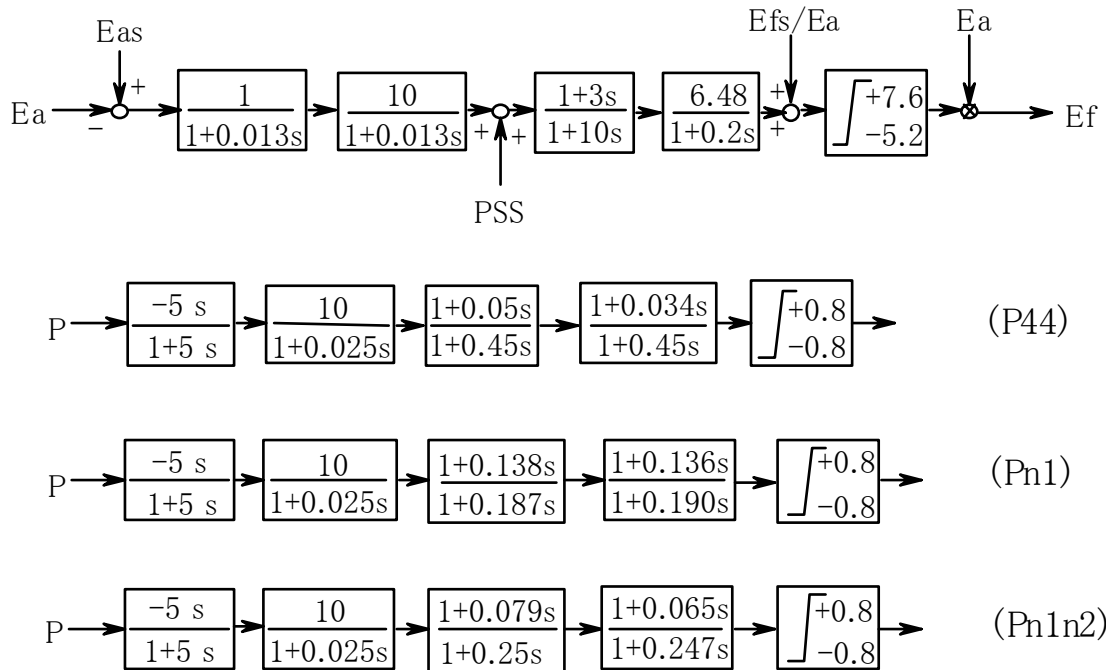 Eas Efs/Ea Ea
+
Ea − 1 10 1+3s 6.48 + +7.6 Ef
1+0.013s 1+0.013s + + 1+10s 1+0.2s + −5.2
PSS
P −5 s 10 1+0.05s 1+0.034s +0.8 (P44)
1+5 s 1+0.025s 1+0.45s 1+0.45s −0.8
P −5 s 10 1+0.138s 1+0.136s +0.8 (Pn1)
1+5 s 1+0.025s 1+0.187s 1+0.190s −0.8
P −5 s 10 1+0.079s 1+0.065s +0.8 (Pn1n2)
1+5 s 1+0.025s 1+0.25s 1+0.247s −0.8